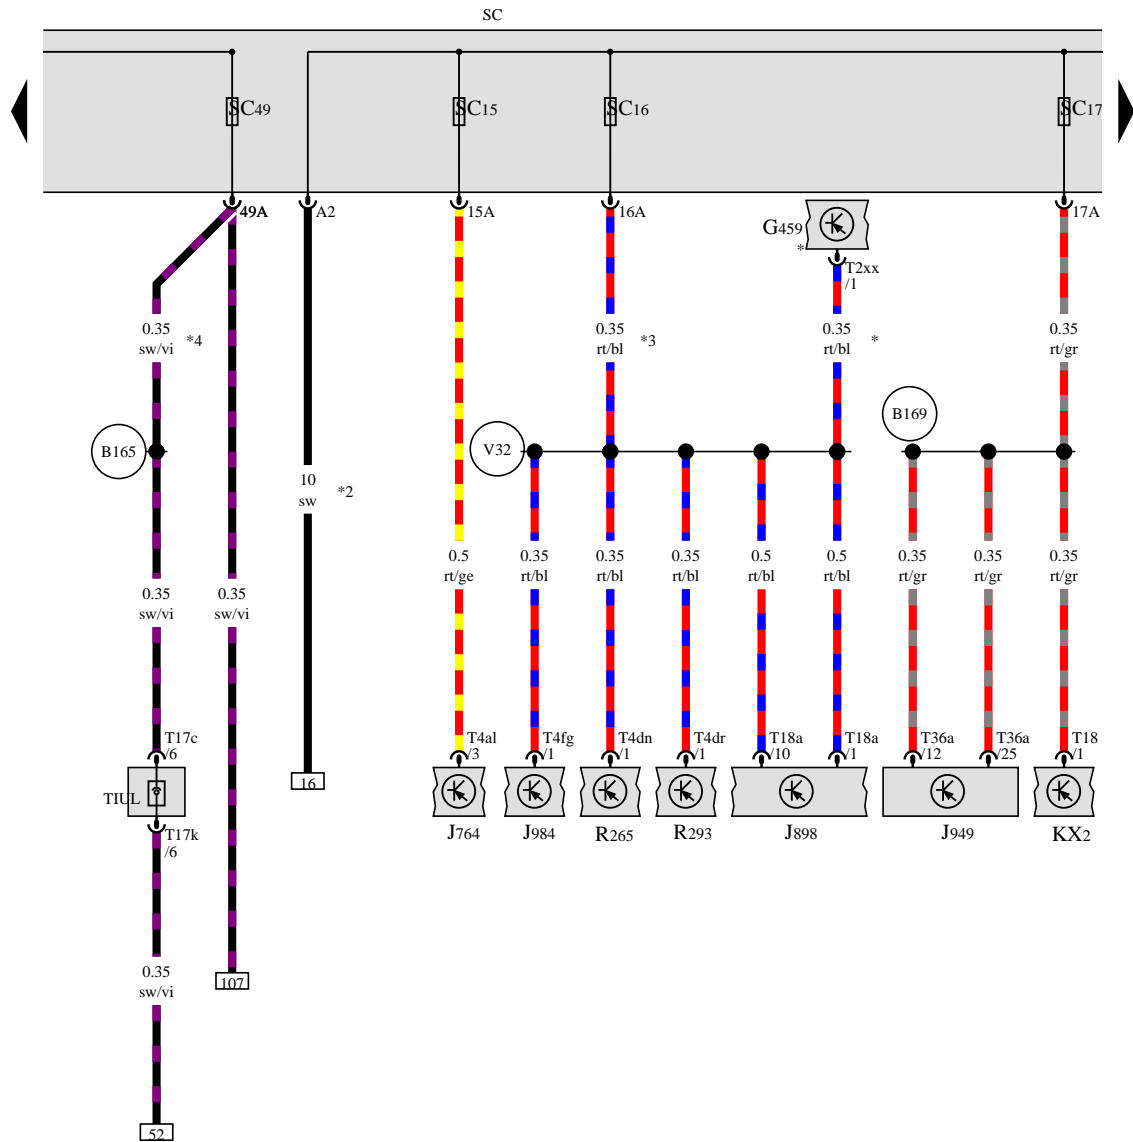 SC
SC49
SC15
SC16
SC17
49A
A2
15A
16A
17A
G459
*
T2xx
/1
0.35
sw/vi
*4
0.35
rt/bl
*3
0.35
rt/bl
*
0.35
rt/gr
B165
V32
B169
10
sw
*2
0.5
rt/ge
0.35
rt/bl
0.35
rt/bl
0.35
rt/bl
0.5
rt/bl
0.5
rt/bl
0.35
rt/gr
0.35
rt/gr
0.35
rt/gr
0.35
sw/vi
0.35
sw/vi
T17c
/6
T4al
/3
T4fg
/1
T4dn
/1
T4dr
/1
T18a
/10
T18a
/1
T36a
/12
T36a
/25
T18
/1
16
TIUL
T17k
/6
J764
J984
R265
R293
J898
J949
KX2
0.35
sw/vi
107
52